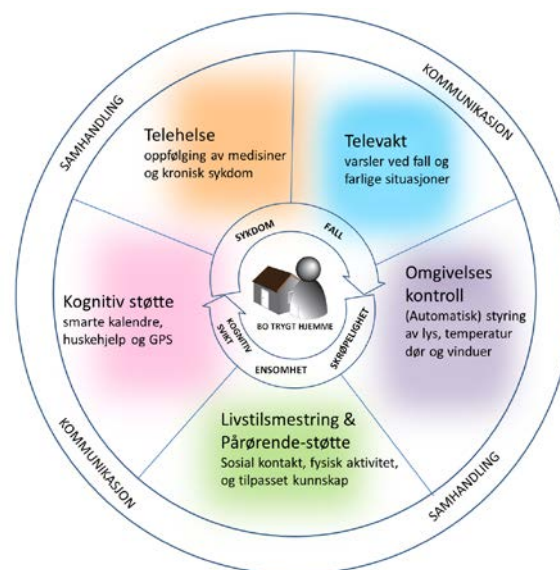 SAMHANDLING
KOMMUNIKASJON
Telehelse
oppfølging av medisiner
og kronisk sykdom
Televakt
varsler ved fall og
farlige situasjoner
Omgivelses
kontroll
(Automatisk) styring
av lys, temperatur
dør og vinduer
Livstilsmestring &
Pårørende-støtte
Sosial kontakt, fysisk aktivitet,
og tilpasset kunnskap
Kognitiv støtte
smarte kalendre,
huskehjelp og GPS
SYKDOM
FALL
SKRØPELIGHET
ENSOMHET
KOGNITIV
SVIKT
BO TRYGT HJEMME
KOMMUNIKASJON
SAMHANDLING